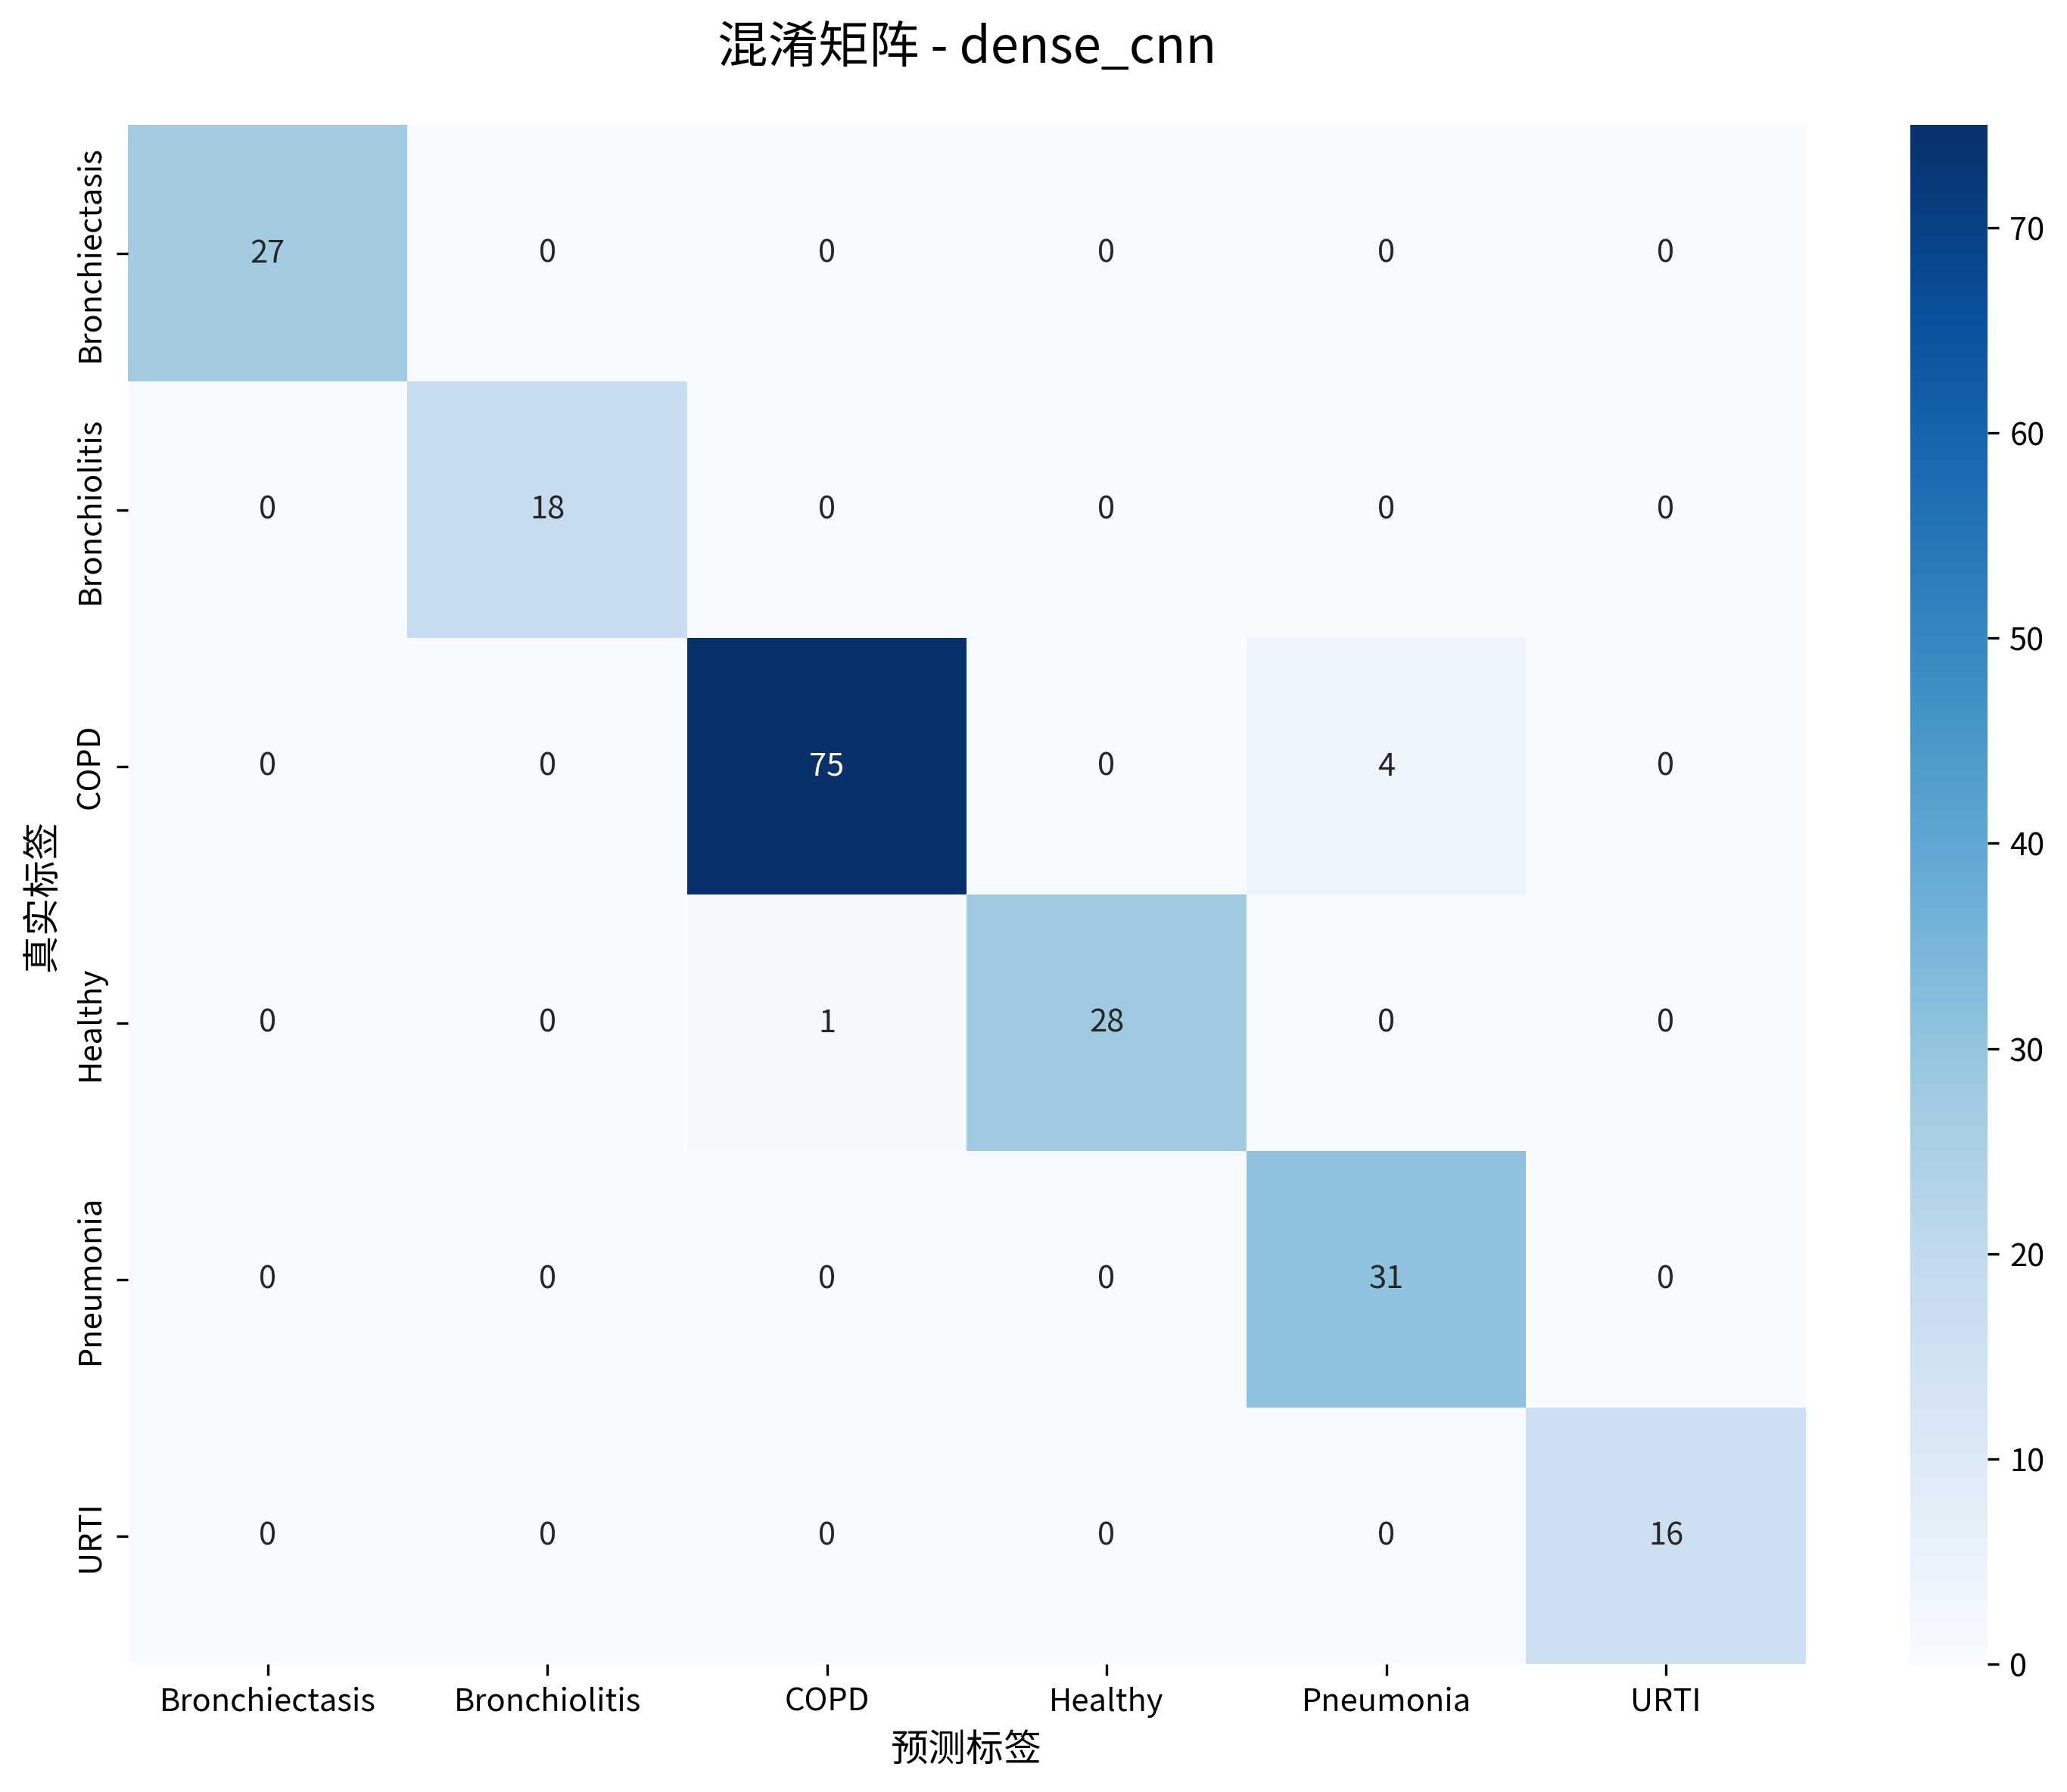 混淆矩阵 - dense_cnn
真实标签
Bronchiectasis 27 0 0 0 0 0
Bronchiolitis 0 18 0 0 0 0
COPD 0 0 75 0 4 0
Healthy 0 0 1 28 0 0
Pneumonia 0 0 0 0 31 0
URTI 0 0 0 0 0 16
Bronchiectasis Bronchiolitis COPD Healthy Pneumonia URTI
预测标签
70
60
50
40
30
20
10
0